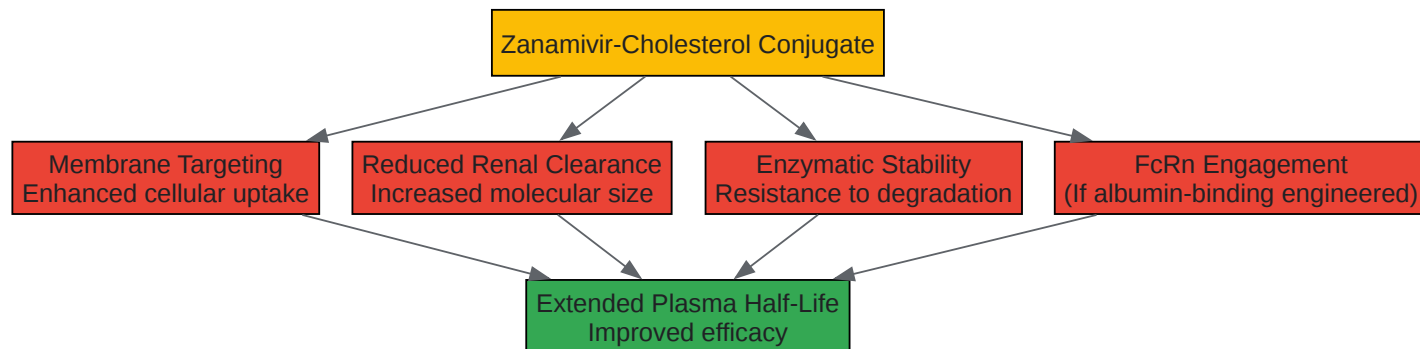 Zanamivir-Cholesterol Conjugate
Membrane Targeting
Enhanced cellular uptake
Reduced Renal Clearance
Increased molecular size
Enzymatic Stability
Resistance to degradation
FcRn Engagement
(If albumin-binding engineered)
Extended Plasma Half-Life
Improved efficacy